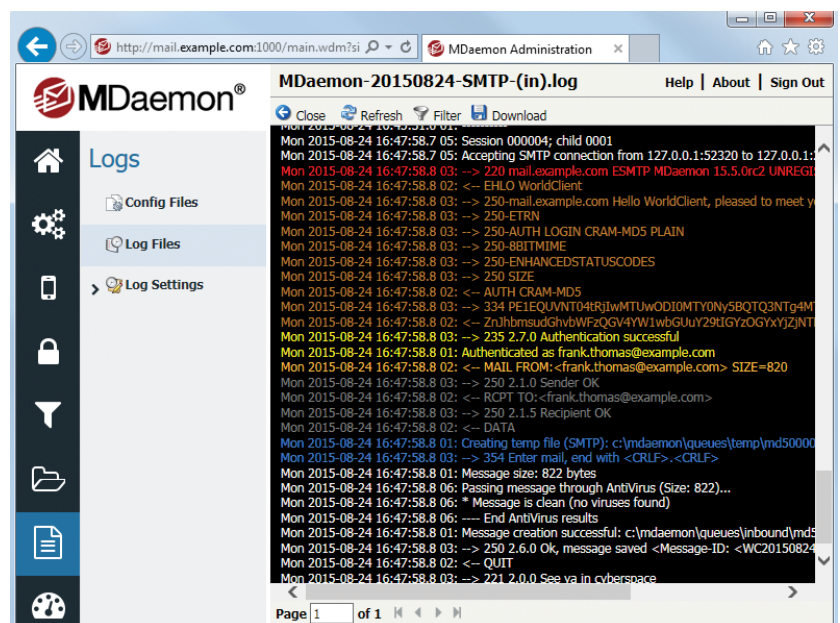 http://mail.example.com:1000/main.wdm?si
MDaemon Administration
MDaemon®
MDaemon-20150824-SMTP-(in).log
Help | About | Sign Out
Close Refresh Filter Download
Logs
Config Files
Log Files
Log Settings
Mon 2015-08-24 16:47:58.7 05: Session 000004; child 0001
Mon 2015-08-24 16:47:58.7 05: Accepting SMTP connection from 127.0.0.1:52320 to 127.0.0.1:
Mon 2015-08-24 16:47:58.8 03: --> 220 mail.example.com ESMTP MDaemon 15.5.0rc2
Mon 2015-08-24 16:47:58.8 02: <-- EHLO WorldClient
Mon 2015-08-24 16:47:58.8 03: --> 250-mail.example.com Hello WorldClient, pleased to meet
Mon 2015-08-24 16:47:58.8 03: --> 250-ETRN
Mon 2015-08-24 16:47:58.8 03: --> 250-AUTH LOGIN CRAM-MD5 PLAIN
Mon 2015-08-24 16:47:58.8 03: --> 250-8BITMIME
Mon 2015-08-24 16:47:58.8 03: --> 250-ENHANCEDSTATUSCODES
Mon 2015-08-24 16:47:58.8 03: --> 250 SIZE
Mon 2015-08-24 16:47:58.8 02: <-- AUTH CRAM-MD5
Mon 2015-08-24 16:47:58.8 03: --> 334
Mon 2015-08-24 16:47:58.8 02: <--
Mon 2015-08-24 16:47:58.8 03: --> 235 2.7.0 Authentication successful
Mon 2015-08-24 16:47:58.8 01: Authenticated as frank.thomas@example.com
Mon 2015-08-24 16:47:58.8 02: <-- MAIL FROM:<frank.thomas@example.com> SIZE=820
Mon 2015-08-24 16:47:58.8 03: --> 250 2.1.0 Sender OK
Mon 2015-08-24 16:47:58.8 02: <-- RCPT TO:<frank.thomas@example.com>
Mon 2015-08-24 16:47:58.8 03: --> 250 2.1.5 Recipient OK
Mon 2015-08-24 16:47:58.8 02: <-- DATA
Mon 2015-08-24 16:47:58.8 01: Creating temp file (SMTP): c:\mdaemon\queues\temp\md50000
Mon 2015-08-24 16:47:58.8 03: --> 354 Enter mail, end with <CRLF>.<CRLF>
Mon 2015-08-24 16:47:58.8 01: Message size: 822 bytes
Mon 2015-08-24 16:47:58.8 06: Passing message through AntiVirus (Size: 822)...
Mon 2015-08-24 16:47:58.8 06: * Message is clean (no viruses found)
Mon 2015-08-24 16:47:58.8 06: ---- End AntiVirus results
Mon 2015-08-24 16:47:58.8 01: Message creation successful: c:\mdaemon\queues\inbound\md5
Mon 2015-08-24 16:47:58.8 03: --> 250 2.6.0 Ok, message saved <Message-ID: <WC20150824
Mon 2015-08-24 16:47:58.8 02: <-- QUIT
Mon 2015-08-24 16:47:58.8 03: --> 221 2.0.0 See ya in cyberspace
Page 1 of 1